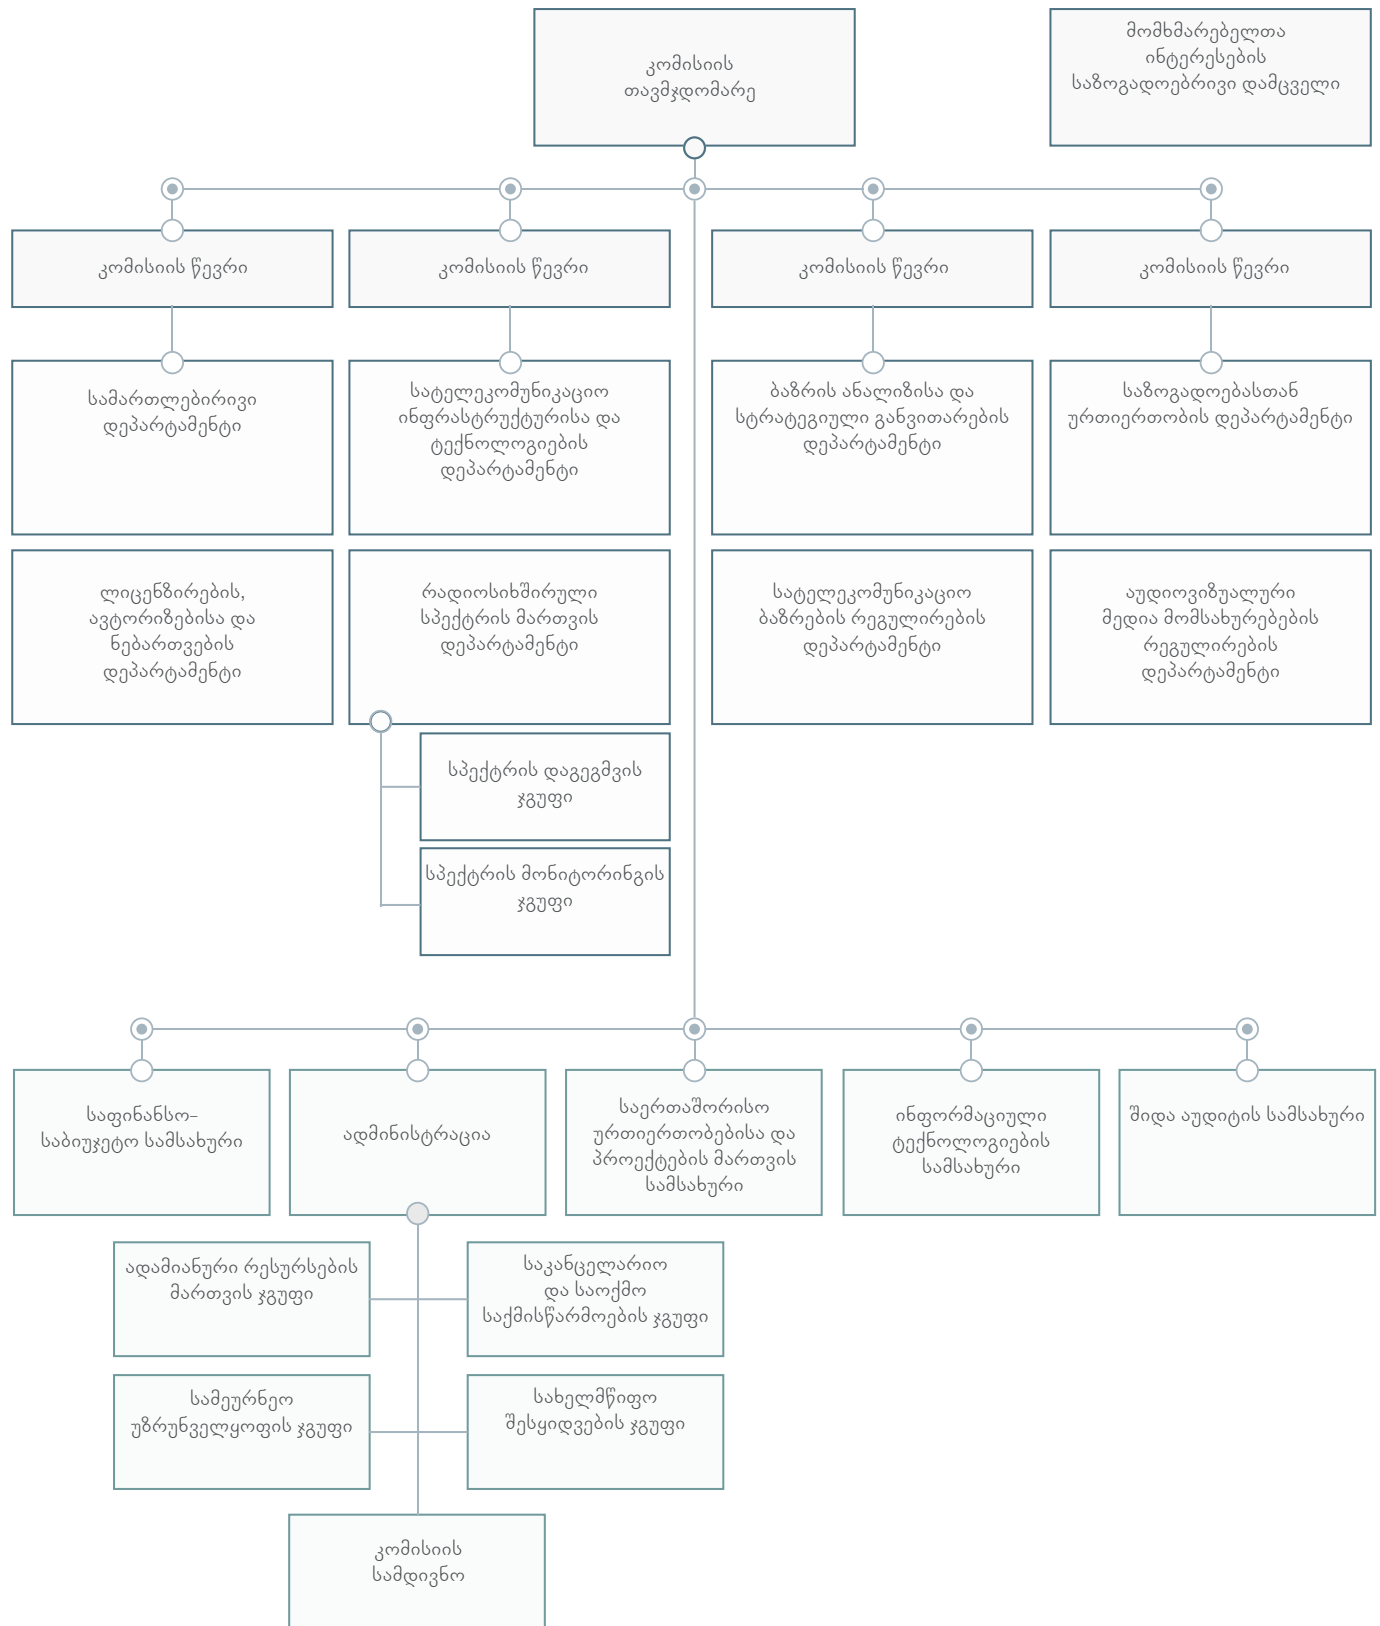 კომისიის
თავმჯდომარე
მომხმარებელთა
ინტერესების
საზოგადოებრივი დამცველი
კომისიის წევრი
კომისიის წევრი
კომისიის წევრი
კომისიის წევრი
სამართლებირივი
დეპარტამენტი
სატელეკომუნიკაციო
ინფრასტრუქტურისა და
ტექნოლოგიების
დეპარტამენტი
ბაზრის ანალიზისა და
სტრატეგიული განვითარების
დეპარტამენტი
საზოგადოებასთან
ურთიერთობის დეპარტამენტი
ლიცენზირების,
ავტორიზებისა და
ნებართვების
დეპარტამენტი
რადიოსიხშირული
სპექტრის მართვის
დეპარტამენტი
სატელეკომუნიკაციო
ბაზრების რეგულირების
დეპარტამენტი
აუდიოვიზუალური
მედია მომსახურებების
რეგულირების
დეპარტამენტი
სპექტრის დაგეგმვის
ჯგუფი
სპექტრის მონიტორინგის
ჯგუფი
საფინანსო–
საბიუჯეტო სამსახური
ადმინისტრაცია
საერთაშორისო
ურთიერთობებისა და
პროექტების მართვის
სამსახური
ინფორმაციული
ტექნოლოგიების
სამსახური
შიდა აუდიტის სამსახური
ადამიანური რესურსების
მართვის ჯგუფი
საკანცელარიო
და საოქმო
საქმისწარმოების ჯგუფი
სამეურნეო
უზრუნველყოფის ჯგუფი
სახელმწიფო
შესყიდვების ჯგუფი
კომისიის
სამდივნო